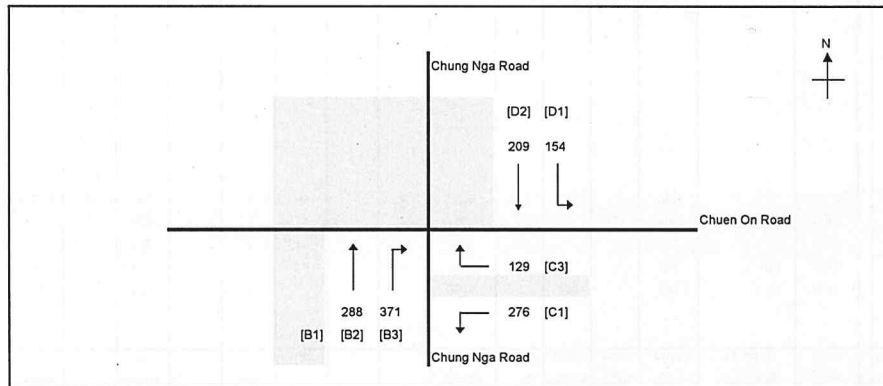 N
Chung Nga Road
[D2] [D1]
209 154
Chuen On Road
129 [C3]
288 371
276 [C1]
[B1] [B2] [B3]
Chung Nga Road